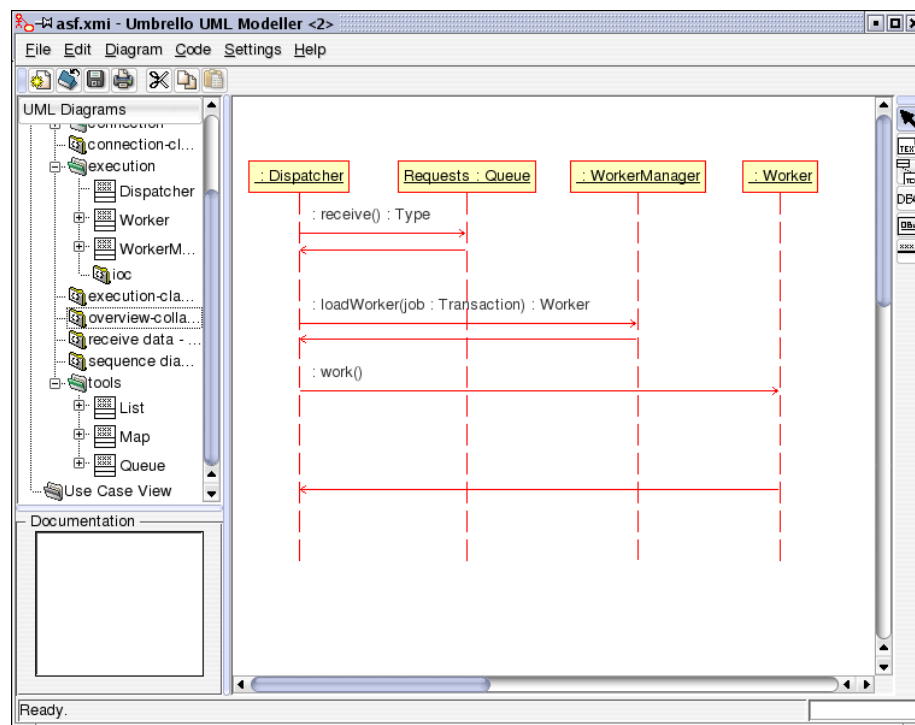 asf.xmi - Umbrello UML Modeller <2>
File Edit Diagram Code Settings Help
UML Diagrams
connection
connection-cl...
execution
Dispatcher
Worker
WorkerM...
ioc
execution-cla...
overview-colla...
receive data - ...
sequence dia...
tools
List
Map
Queue
Use Case View
Documentation
: Dispatcher
Requests : Queue
: WorkerManager
: Worker
: receive() : Type
: loadWorker(job : Transaction) : Worker
: work()
TEX
Ready.